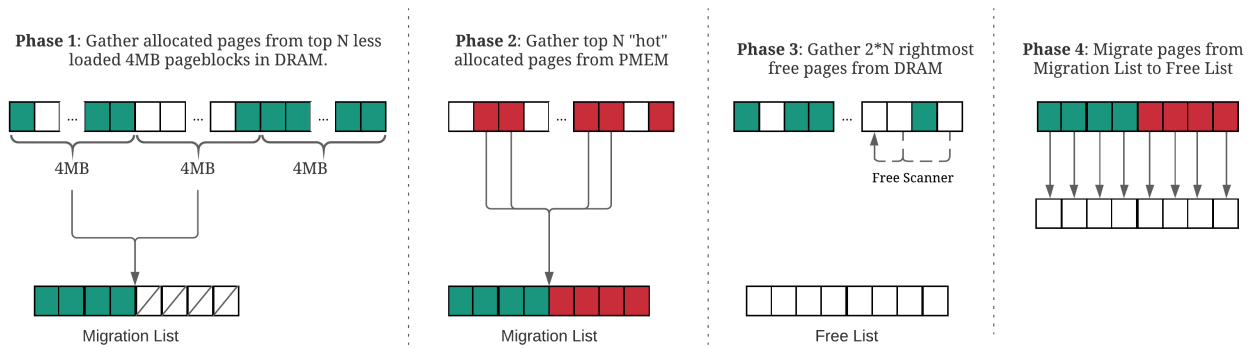 Phase 1: Gather allocated pages from top N less
loaded 4MB pageblocks in DRAM.
...
...
...
4MB
4MB
4MB
Migration List
Phase 2: Gather top N "hot"
allocated pages from PMEM
...
Migration List
Phase 3: Gather 2*N rightmost
free pages from DRAM
...
Free Scanner
Free List
Phase 4: Migrate pages from
Migration List to Free List